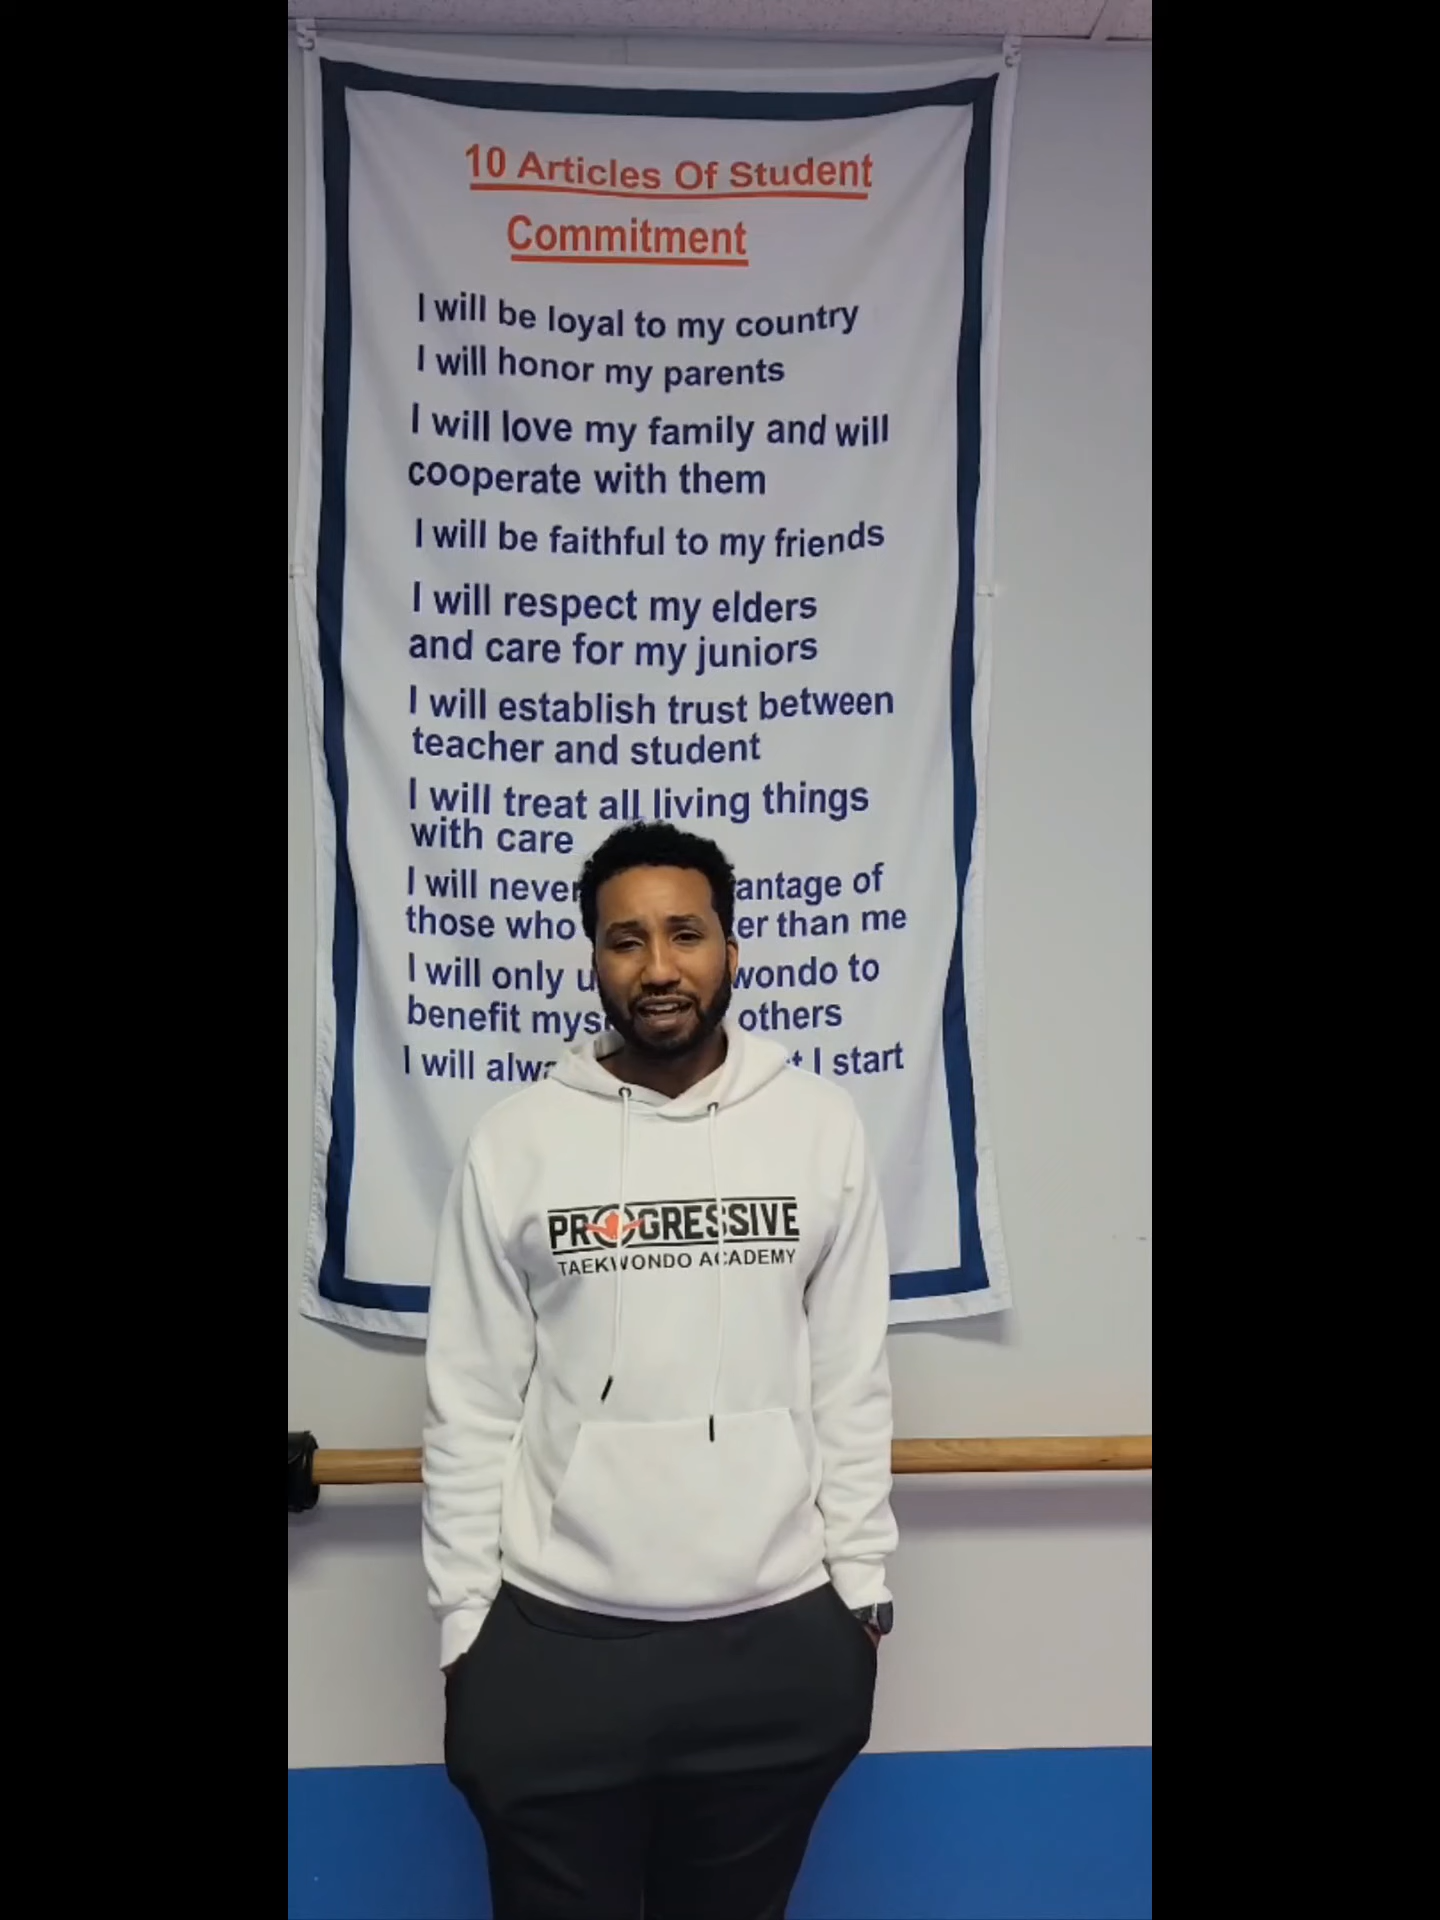 10 Articles Of Student
Commitment
I will be loyal to my country
I will honor my parents
I will love my family and will
cooperate with them
I will be faithful to my friends
I will respect my elders
and care for my juniors
I will establish trust between
teacher and student
I will treat all living things
with care
I will never antage of
those who er than me
I will only u wondo to
benefit mys others
I will alwa t I start
PROGRESSIVE
TAEKWONDO ACADEMY